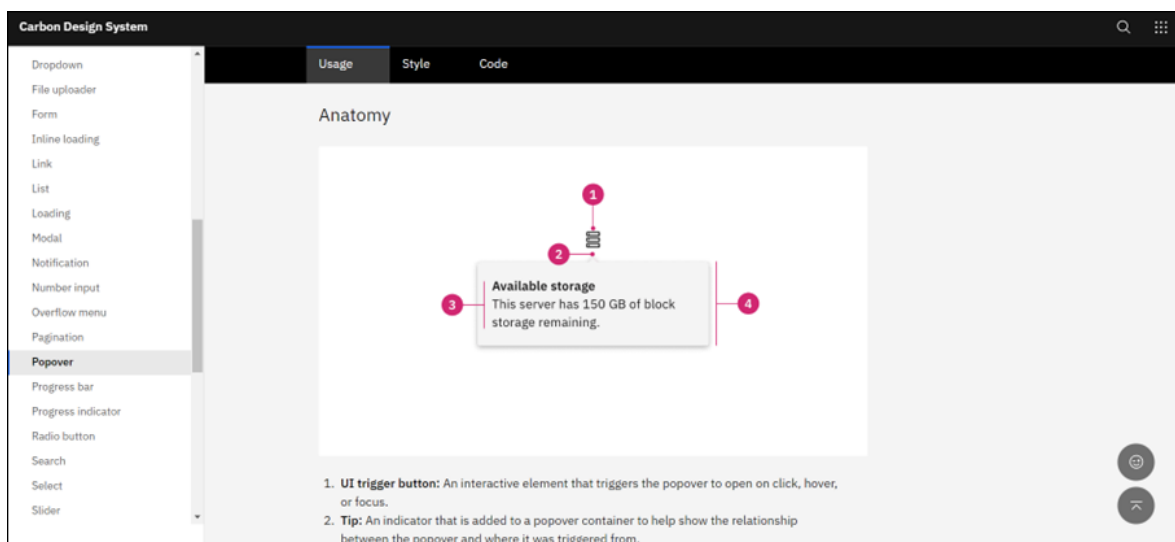 Carbon Design System
Dropdown
File uploader
Form
Inline loading
Link
List
Loading
Modal
Notification
Number input
Overflow menu
Pagination
Popover
Progress bar
Progress indicator
Radio button
Search
Select
Slider
Usage Style Code
Anatomy
1
2
Available storage
3 This server has 150 GB of block 4
storage remaining.
1. UI trigger button: An interactive element that triggers the popover to open on click, hover,
or focus.
2. Tip: An indicator that is added to a popover container to help show the relationship
between the popover and where it was triggered from.